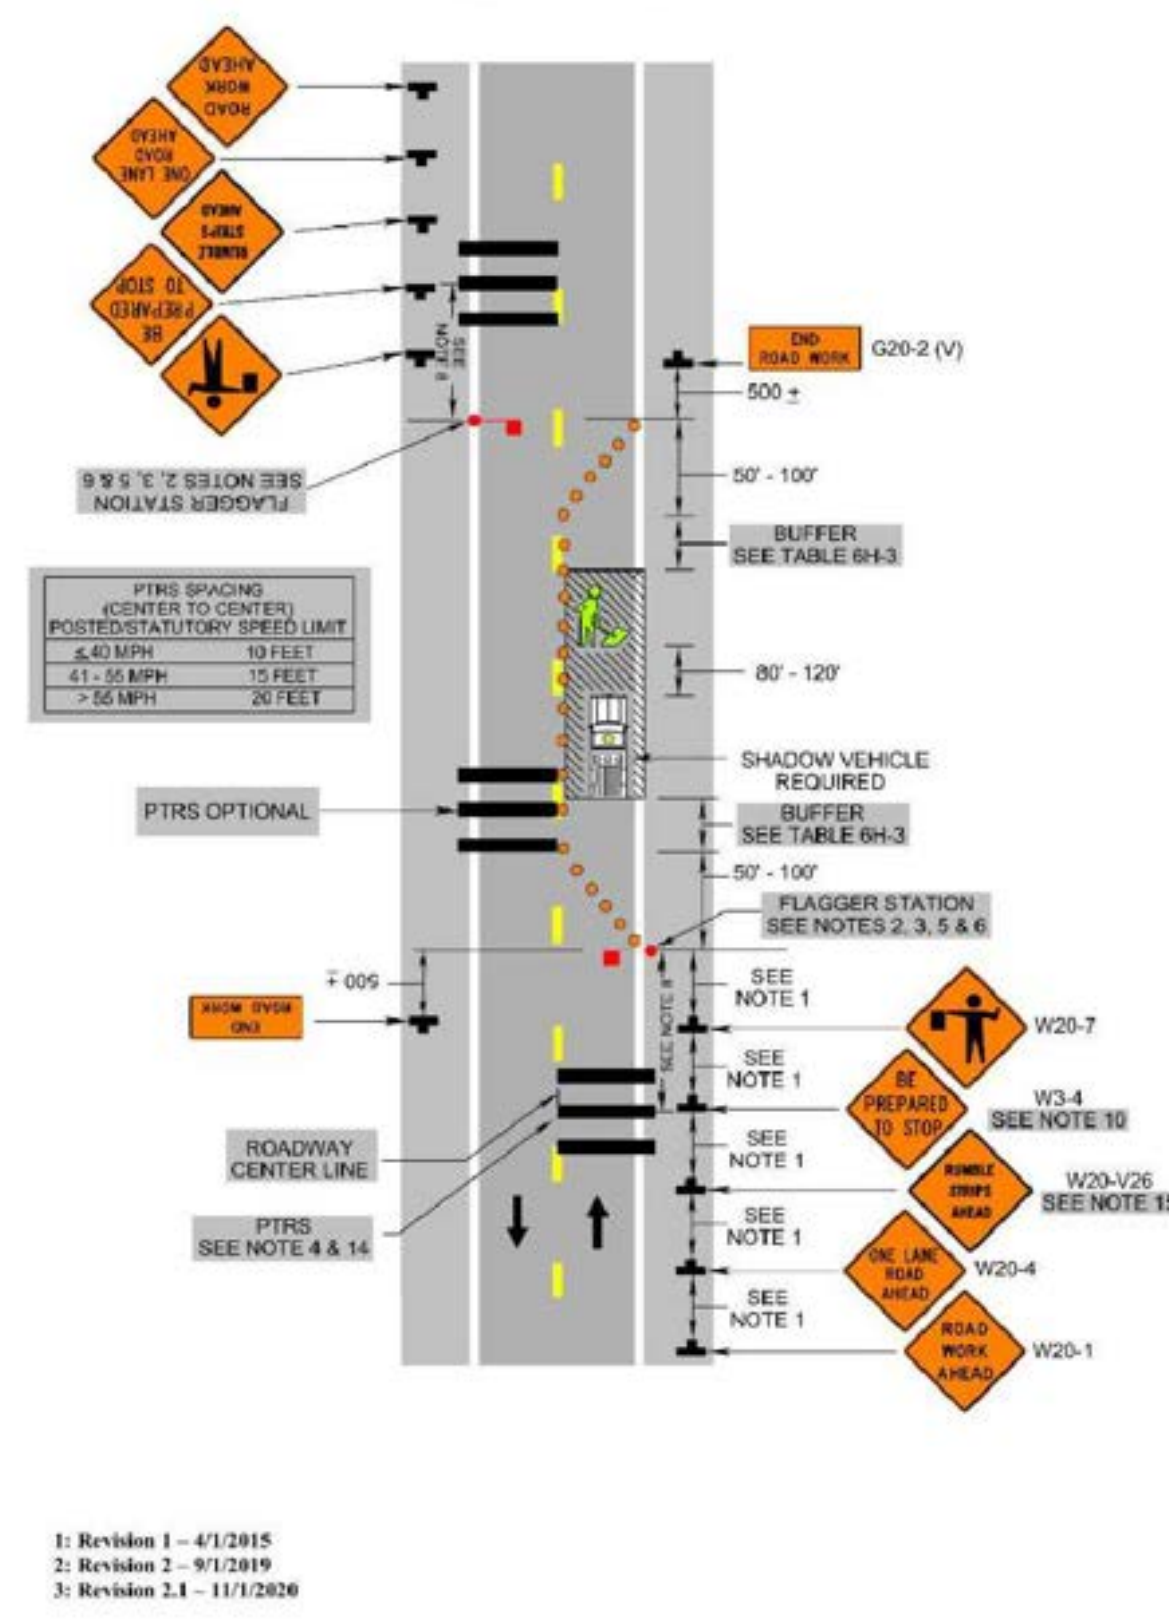 ROAD
WORK
AHEAD
ONE LANE
ROAD
AHEAD
RUMBLE
STRIPS
AHEAD
BE
PREPARED
TO STOP
SEE
NOTE 8
END
ROAD WORK
G20-2 (V)
500 ±
50' - 100'
FLAGGER STATION
SEE NOTES 2, 3, 5 & 6
BUFFER
SEE TABLE 6H-3
PTRS SPACING
(CENTER TO CENTER)
POSTED/STATUTORY SPEED LIMIT
≤ 40 MPH 10 FEET
41 - 55 MPH 15 FEET
> 55 MPH 20 FEET
80' - 120'
SHADOW VEHICLE
REQUIRED
PTRS OPTIONAL
BUFFER
SEE TABLE 6H-3
50' - 100'
FLAGGER STATION
SEE NOTES 2, 3, 5 & 6
500 ±
END
ROAD WORK
SEE NOTE 8
SEE
NOTE 1
W20-7
SEE
NOTE 1
BE
PREPARED
TO STOP
W3-4
SEE NOTE 10
ROADWAY
CENTER LINE
SEE
NOTE 1
RUMBLE
STRIPS
AHEAD
W20-V26
SEE NOTE 15
PTRS
SEE NOTE 4 & 14
SEE
NOTE 1
ONE LANE
ROAD
AHEAD
W20-4
SEE
NOTE 1
ROAD
WORK
AHEAD
W20-1
1: Revision 1 – 4/1/2015
2: Revision 2 – 9/1/2019
3: Revision 2.1 – 11/1/2020